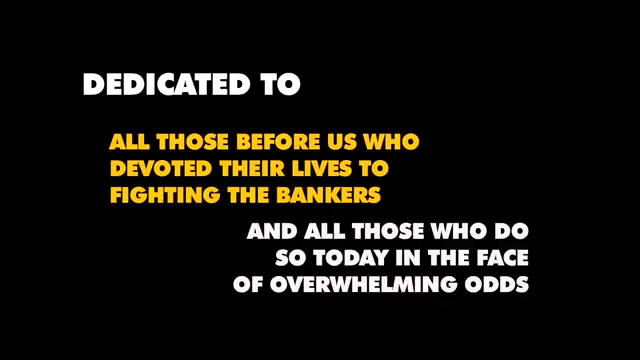 DEDICATED TO
ALL THOSE BEFORE US WHO
DEVOTED THEIR LIVES TO
FIGHTING THE BANKERS
AND ALL THOSE WHO DO
SO TODAY IN THE FACE
OF OVERWHELMING ODDS